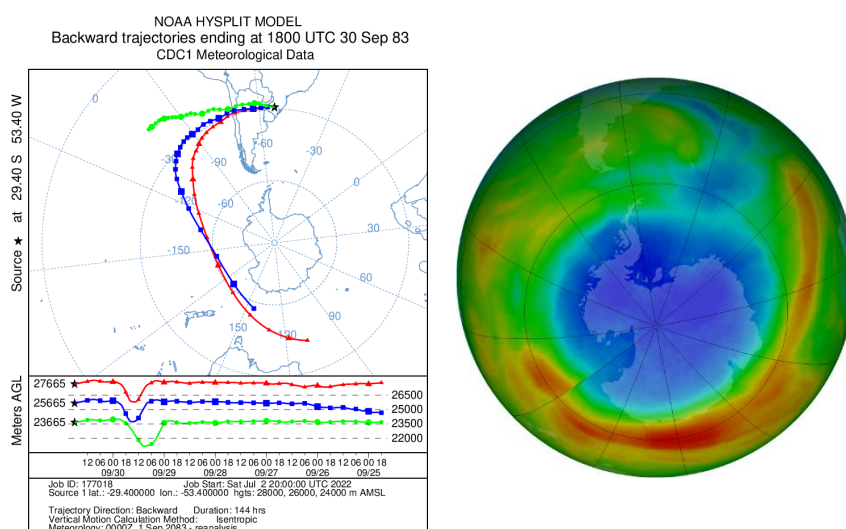 NOAA HYSPLIT MODEL
Backward trajectories ending at 1800 UTC 30 Sep 83
CDC1 Meteorological Data
Source ★ at 29.40 S 53.40 W
0
-30
-60
-90
-30
0
-120
-60
30
-150
60
90
150
120
Meters AGL
27665
25665
23665
26500
25000
23500
22000
12 06 00 18 12 06 00 18 12 06 00 18 12 06 00 18 12 06 00 18 12 06 00 18
09/30 09/29 09/28 09/27 09/26 09/25
Job ID: 177018 Job Start: Sat Jul 2 20:00:00 UTC 2022
Source 1 lat.: -29.400000 lon.: -53.400000 hgts: 28000, 26000, 24000 m AMSL
Trajectory Direction: Backward Duration: 144 hrs
Vertical Motion Calculation Method: Isentropic
Meteorology: 0000Z 1 Sep 2083 - reanalysis